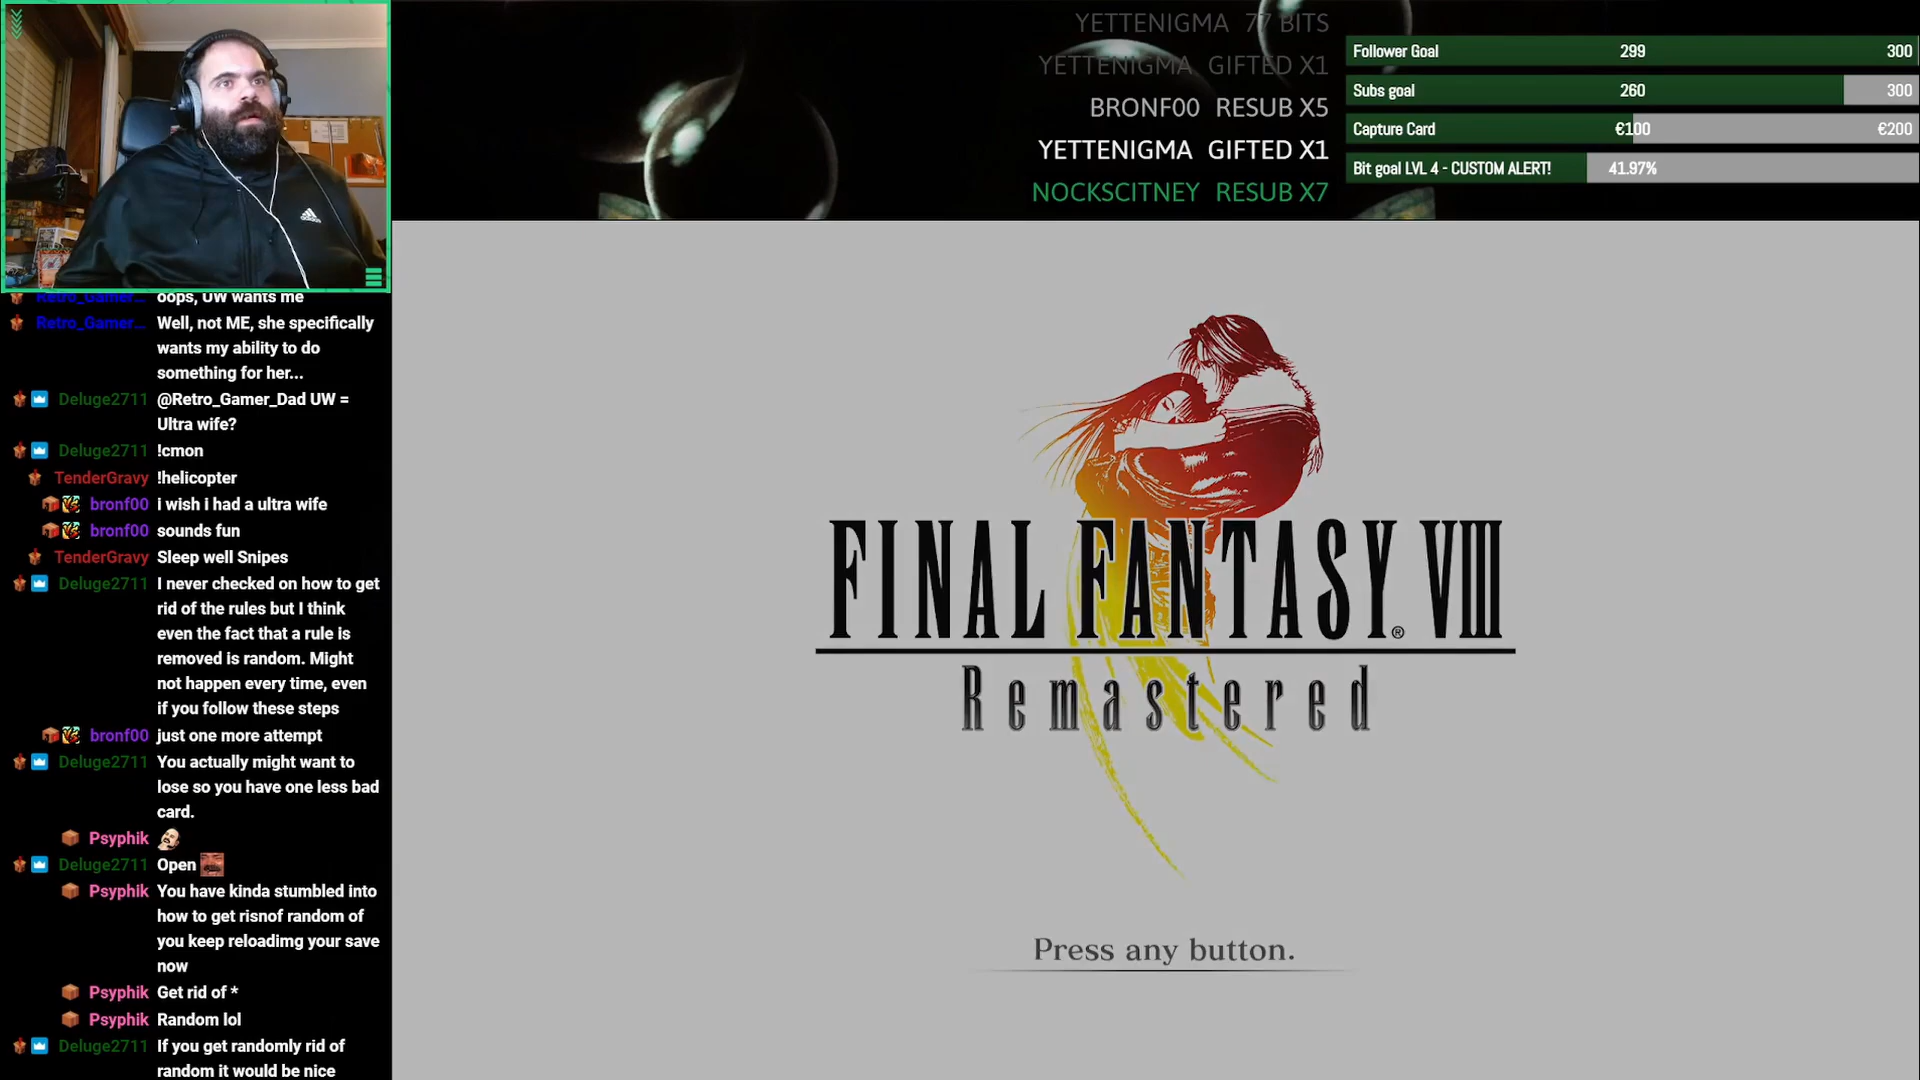 YETTENIGMA 77 BITS
YETTENIGMA GIFTED X1
BRONF00 RESUB X5
YETTENIGMA GIFTED X1
NOCKSCITNEY RESUB X7
Follower Goal 299 300
Subs goal 260 300
Capture Card €100 €200
Bit goal LVL 4 - CUSTOM ALERT! 41.97%
Retro_Gamer... oops, UW wants me
Retro_Gamer... Well, not ME, she specifically
wants my ability to do
something for her...
Deluge2711 @Retro_Gamer_Dad UW =
Ultra wife?
Deluge2711 !cmon
TenderGravy !helicopter
bronf00 i wish i had a ultra wife
bronf00 sounds fun
TenderGravy Sleep well Snipes
Deluge2711 I never checked on how to get
rid of the rules but I think
even the fact that a rule is
removed is random. Might
not happen every time, even
if you follow these steps
bronf00 just one more attempt
Deluge2711 You actually might want to
lose so you have one less bad
card.
Psyphik
Deluge2711 Open
Psyphik You have kinda stumbled into
how to get risnof random of
you keep reloadimg your save
now
Psyphik Get rid of *
Psyphik Random lol
Deluge2711 If you get randomly rid of
random it would be nice
FINAL FANTASY® VIII
Remastered
Press any button.
adidas